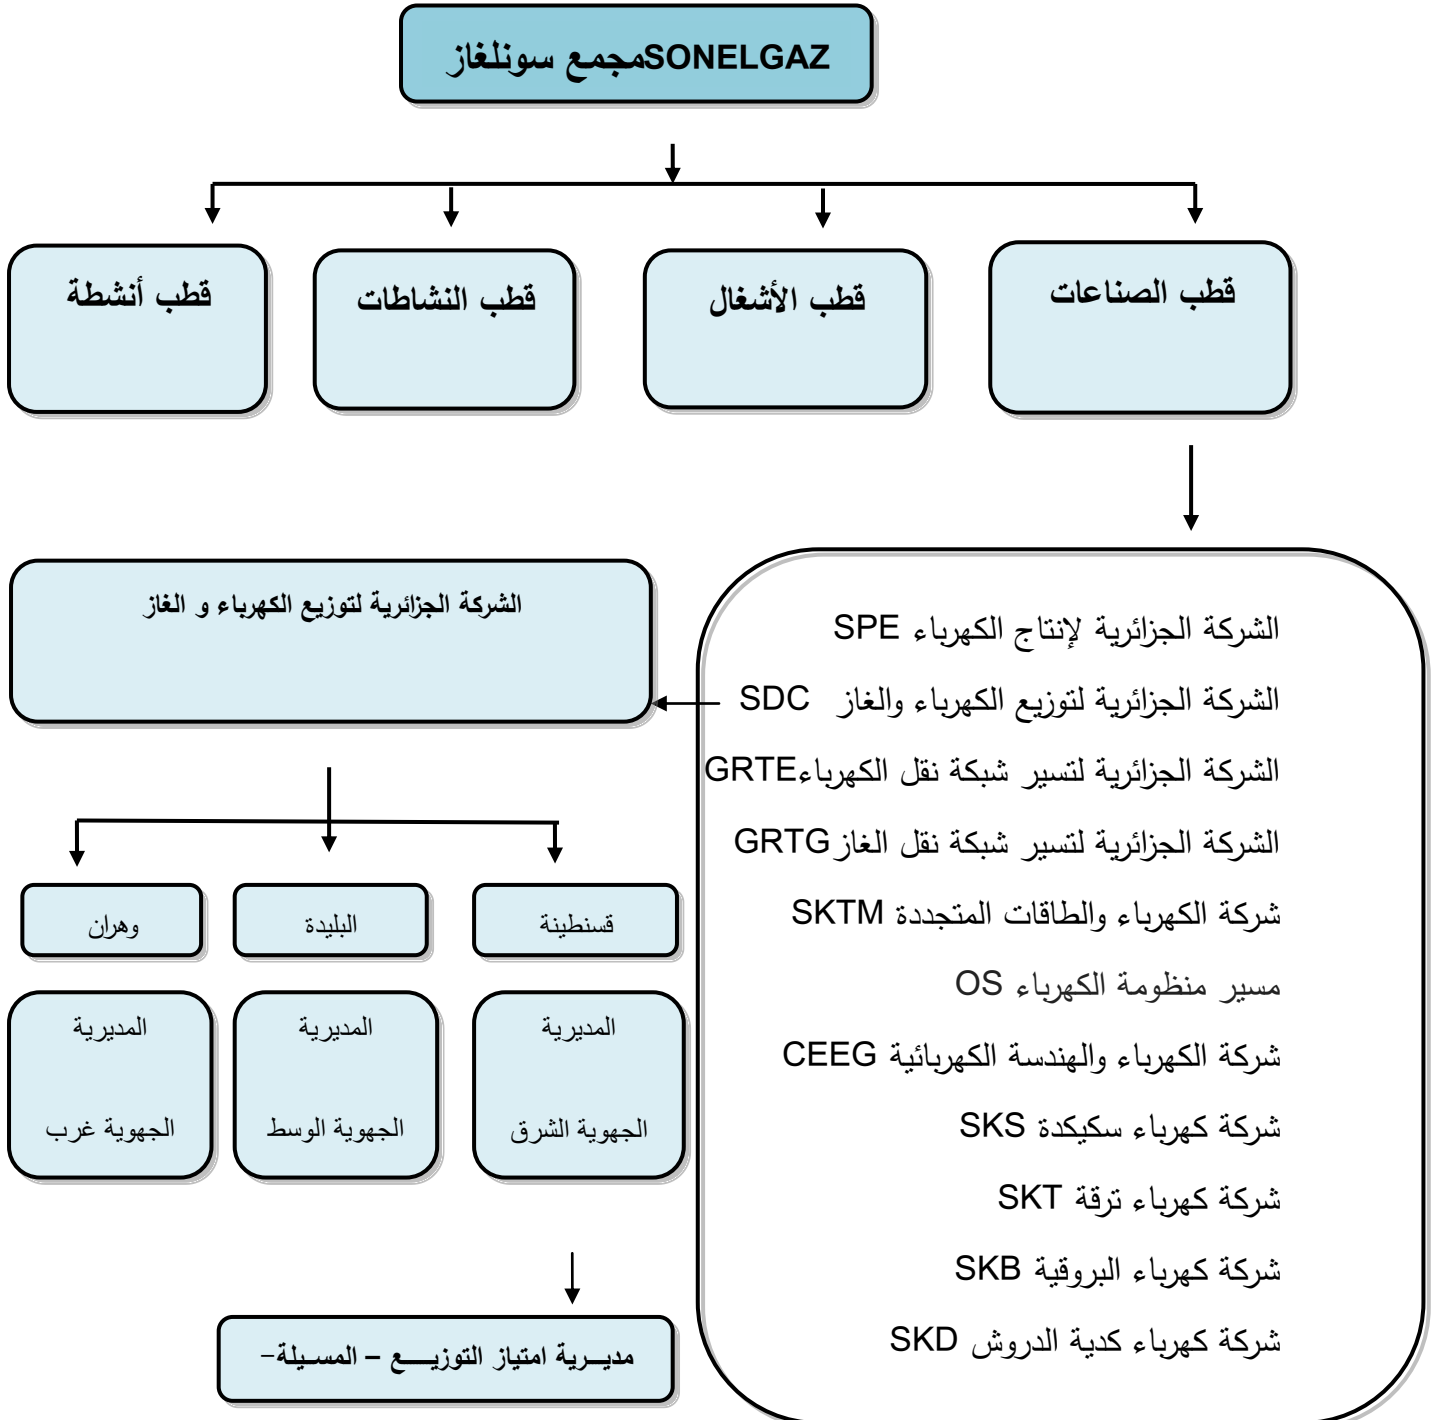 مجمع سونلغازSONELGAZ
قطب الصناعات
قطب الأشغال
قطب النشاطات
قطب أنشطة
الشركة الجزائرية لإنتاج الكهرباء SPE
الشركة الجزائرية لتوزيع الكهرباء والغاز SDC
الشركة الجزائرية لتسير شبكة نقل الكهرباءGRTE
الشركة الجزائرية لتسير شبكة نقل الغازGRTG
شركة الكهرباء والطاقات المتجددة SKTM
مسير منظومة الكهرباء OS
شركة الكهرباء والهندسة الكهربائية CEEG
شركة كهرباء سكيكدة SKS
شركة كهرباء ترقة SKT
شركة كهرباء البروقية SKB
شركة كهرباء كدية الدروش SKD
الشركة الجزائرية لتوزيع الكهرباء و الغاز
قسنطينة
البليدة
وهران
المديرية
الجهوية الشرق
المديرية
الجهوية الوسط
المديرية
الجهوية غرب
مديـــرية امتياز التوزيــــع – المسـيلة-